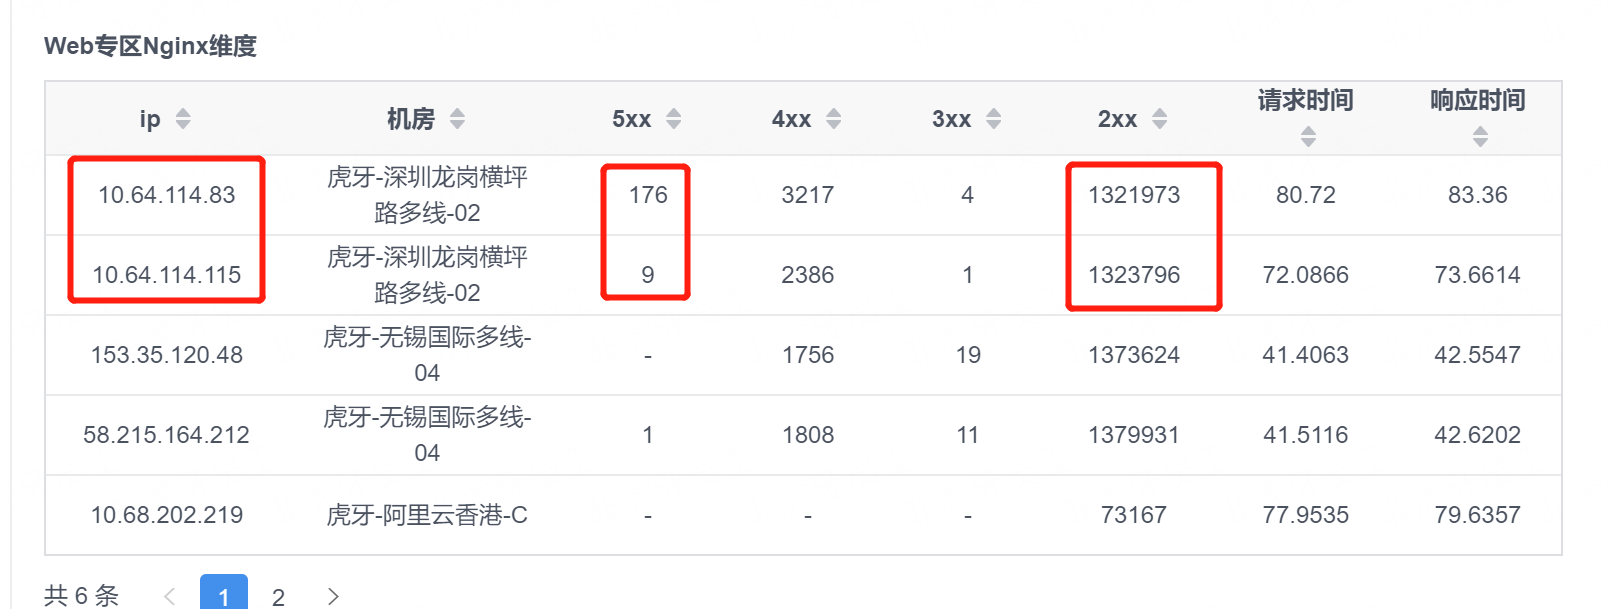 Web专区Nginx维度
ip 机房 5xx 4xx 3xx 2xx 请求时间 响应时间
10.64.114.83 虎牙-深圳龙岗横坪路多线-02 176 3217 4 1321973 80.72 83.36
10.64.114.115 虎牙-深圳龙岗横坪路多线-02 9 2386 1 1323796 72.0866 73.6614
153.35.120.48 虎牙-无锡国际多线-04 - 1756 19 1373624 41.4063 42.5547
58.215.164.212 虎牙-无锡国际多线-04 1 1808 11 1379931 41.5116 42.6202
10.68.202.219 虎牙-阿里云香港-C - - - 73167 77.9535 79.6357
共 6 条 < 1 2 >